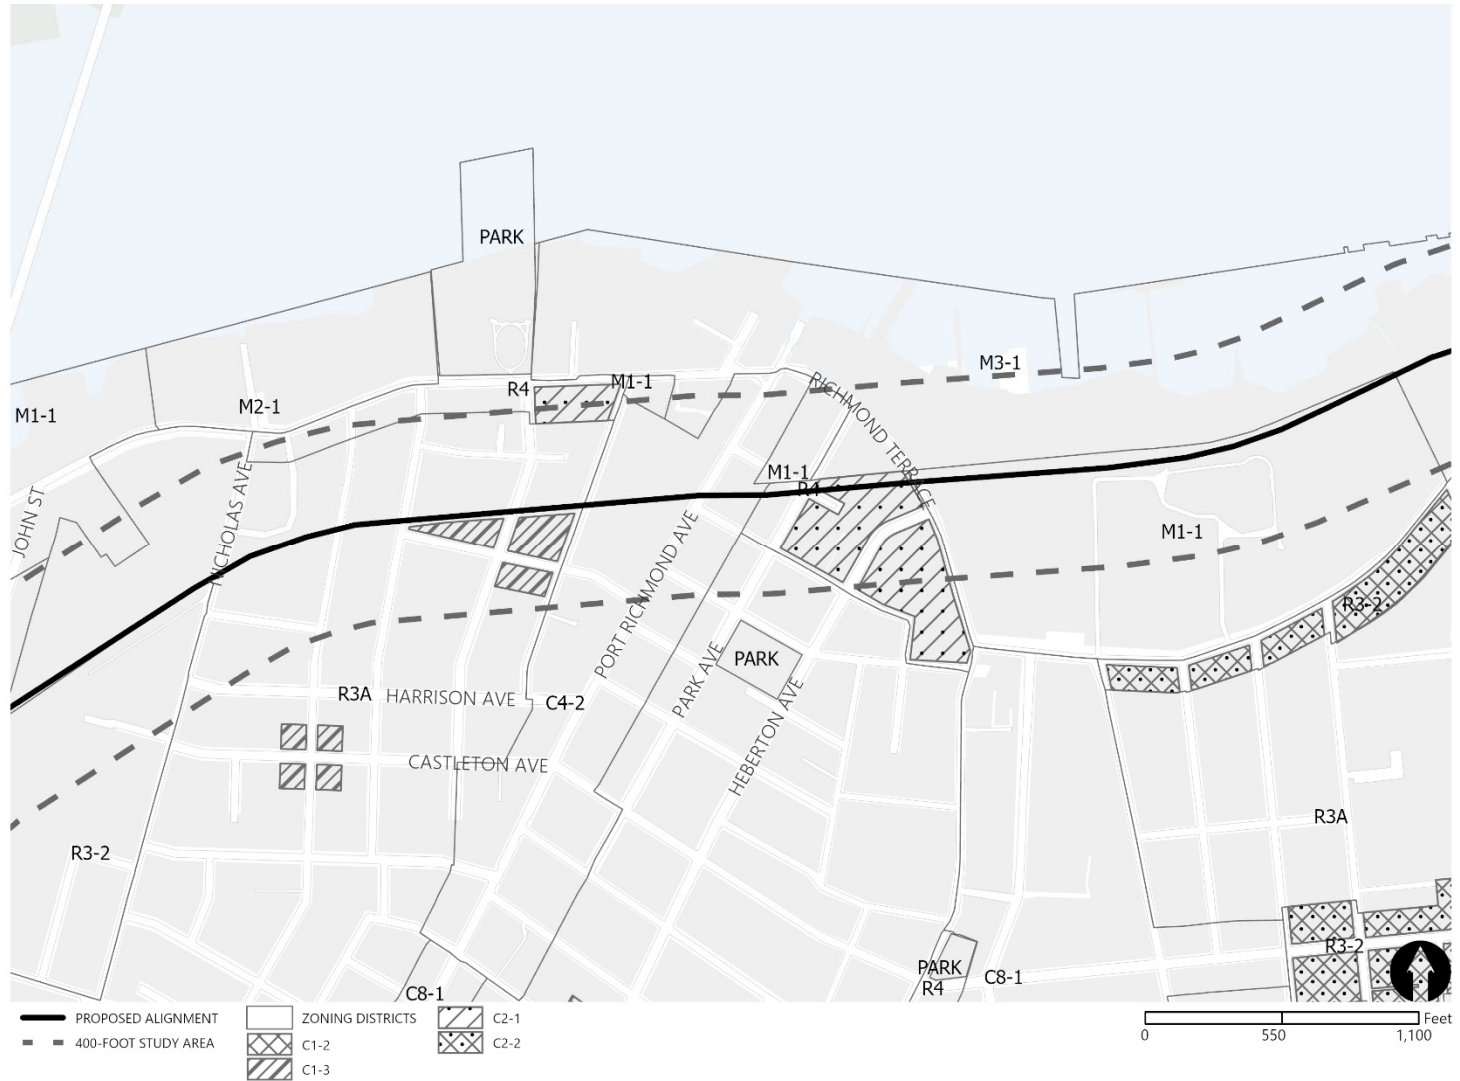 PARK
M3-1
R4
M1-1
RICHMOND TERRACE
M1-1
M2-1
M1-1
R4
M1-1
JOHN ST
NICHOLAS AVE
PORT RICHMOND AVE
R3-2
PARK
R3A
HARRISON AVE
C4-2
PARK AVE
HEBERTON AVE
CASTLETON AVE
R3A
R3-2
R3-2
PARK
R4
C8-1
C8-1
PROPOSED ALIGNMENT
400-FOOT STUDY AREA
ZONING DISTRICTS
C1-2
C1-3
C2-1
C2-2
Feet
0
550
1,100